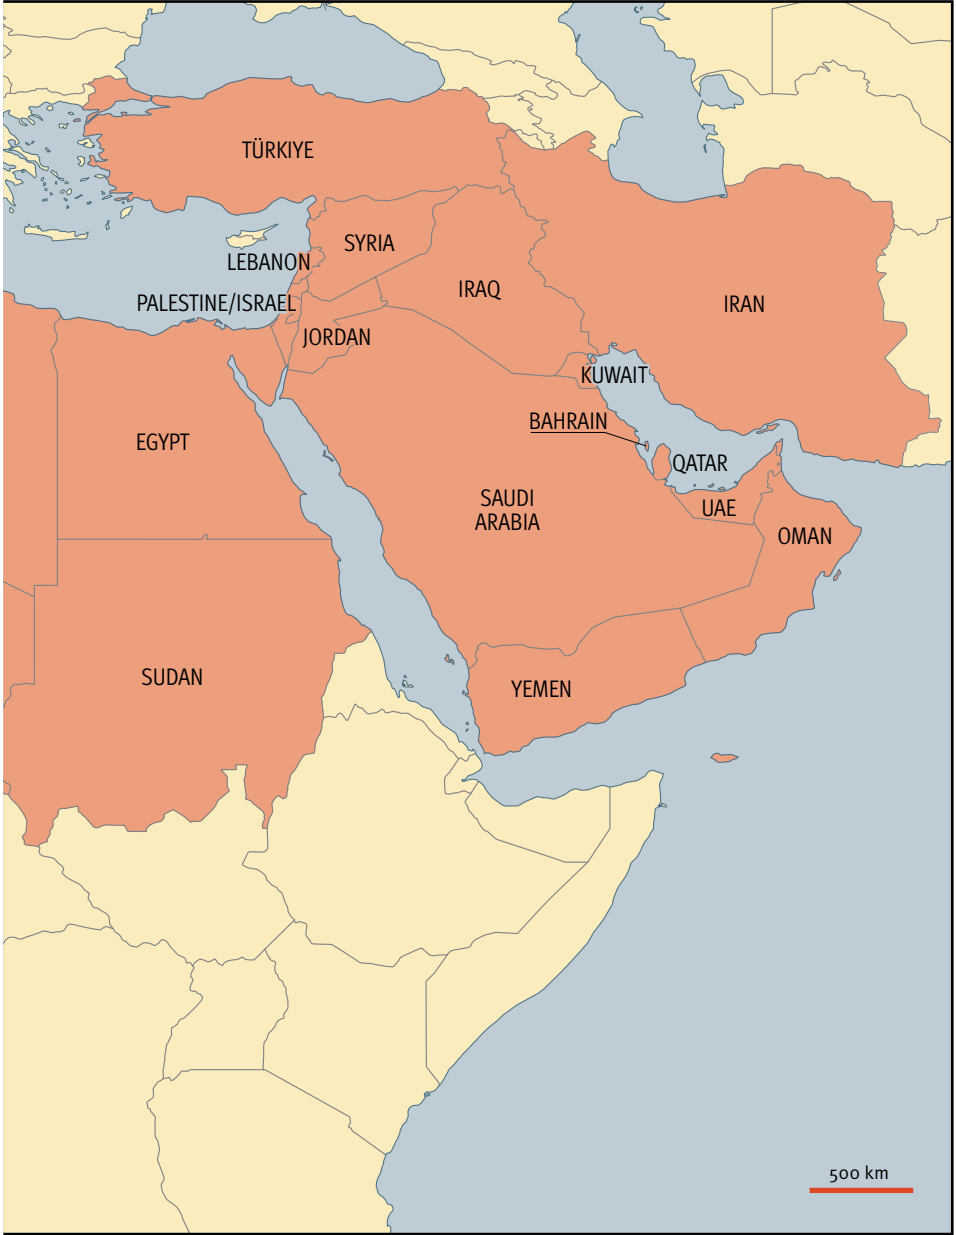 TÜRKIYE
SYRIA
LEBANON
IRAQ
IRAN
PALESTINE/ISRAEL
JORDAN
KUWAIT
BAHRAIN
EGYPT
QATAR
SAUDI
ARABIA
UAE
OMAN
SUDAN
YEMEN
500 km